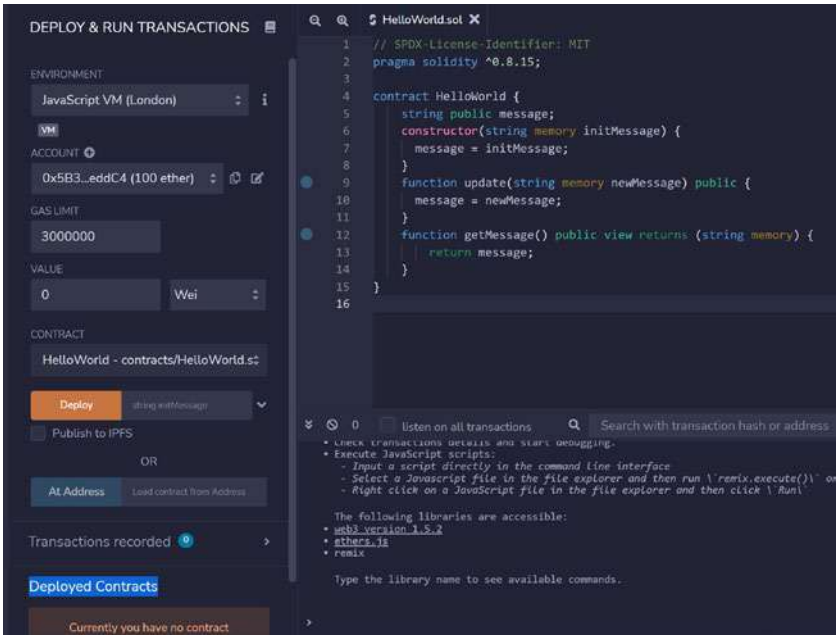 DEPLOY & RUN TRANSACTIONS
ENVIRONMENT
JavaScript VM (London)
VM
ACCOUNT
0x5B3...eddC4 (100 ether)
GAS LIMIT
3000000
VALUE
0
Wei
CONTRACT
HelloWorld - contracts/HelloWorld.s
Deploy
string initMessage
Publish to IPFS
OR
At Address
Load contract from Address
Transactions recorded 0
Deployed Contracts
Currently you have no contract
HelloWorld.sol
1 // SPDX-License-Identifier: MIT
2 pragma solidity ^0.8.15;
3
4 contract HelloWorld {
5 string public message;
6 constructor(string memory initMessage) {
7 message = initMessage;
8 }
9 function update(string memory newMessage) public {
10 message = newMessage;
11 }
12 function getMessage() public view returns (string memory) {
13 return message;
14 }
15 }
16
0
listen on all transactions
Search with transaction hash or address
• Check transactions details and start debugging.
• Execute JavaScript scripts:
- Input a script directly in the command line interface
- Select a Javascript file in the file explorer and then run \`remix.execute()\` or
- Right click on a JavaScript file in the file explorer and then click \`Run\`
The following libraries are accessible:
• web3 version 1.5.2
• ethers.js
• remix
Type the library name to see available commands.
>